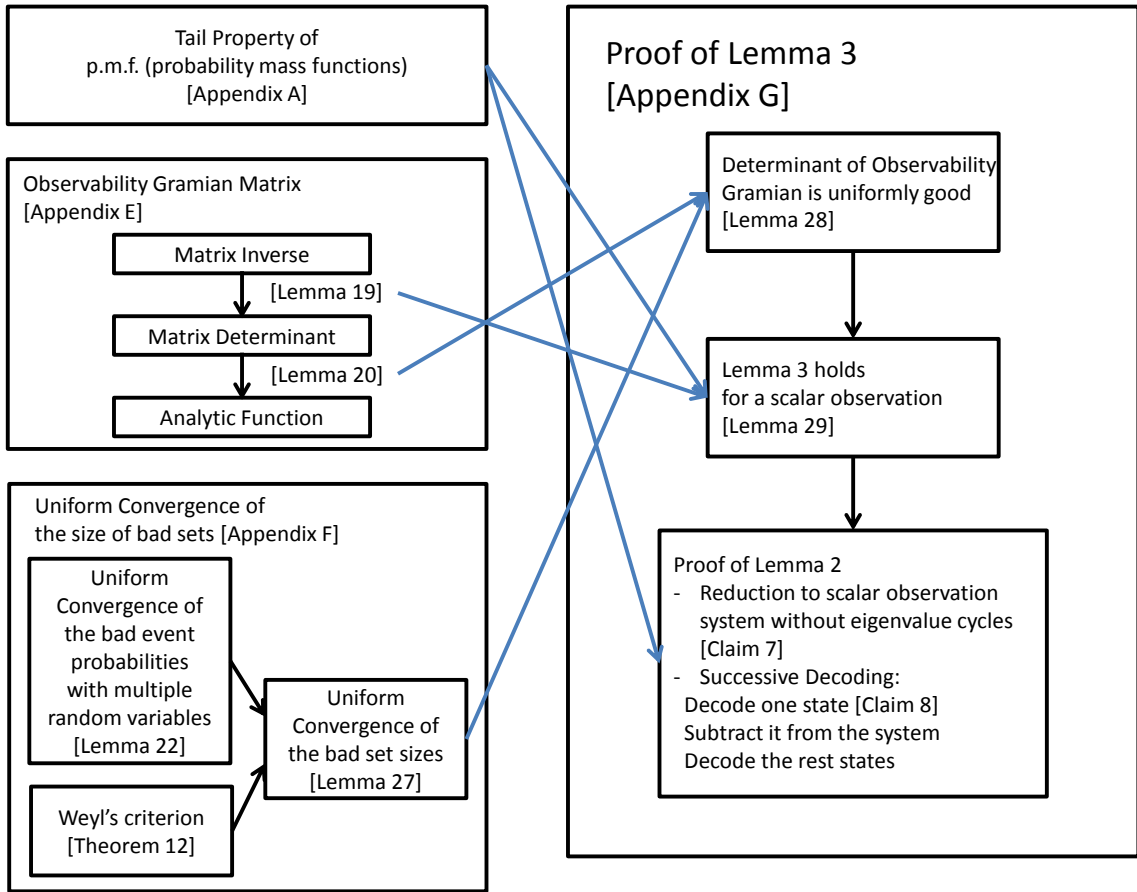 Tail Property of
p.m.f. (probability mass functions)
[Appendix A]
Observability Gramian Matrix
[Appendix E]
Matrix Inverse
[Lemma 19]
Matrix Determinant
[Lemma 20]
Analytic Function
Uniform Convergence of
the size of bad sets [Appendix F]
Uniform
Convergence of
the bad event
probabilities
with multiple
random variables
[Lemma 22]
Uniform
Convergence of
the bad set sizes
[Lemma 27]
Weyl's criterion
[Theorem 12]
Proof of Lemma 3
[Appendix G]
Determinant of Observability
Gramian is uniformly good
[Lemma 28]
Lemma 3 holds
for a scalar observation
[Lemma 29]
Proof of Lemma 2
- Reduction to scalar observation
system without eigenvalue cycles
[Claim 7]
- Successive Decoding:
Decode one state [Claim 8]
Subtract it from the system
Decode the rest states